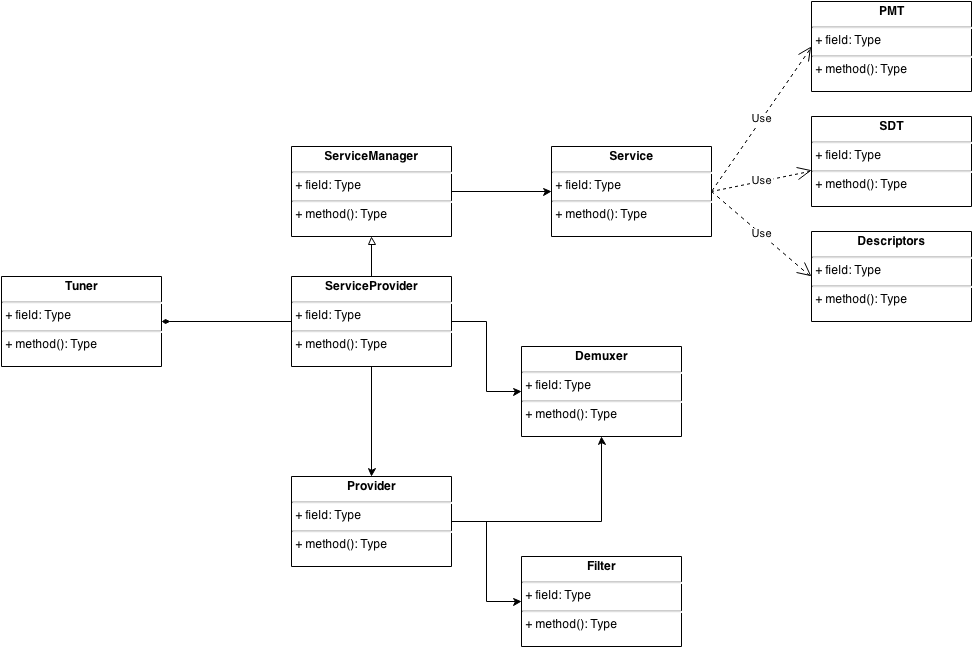 PMT
+ field: Type
+ method(): Type
Use
SDT
+ field: Type
+ method(): Type
ServiceManager
+ field: Type
+ method(): Type
Service
+ field: Type
+ method(): Type
Use
Use
Descriptors
+ field: Type
+ method(): Type
Tuner
+ field: Type
+ method(): Type
ServiceProvider
+ field: Type
+ method(): Type
Demuxer
+ field: Type
+ method(): Type
Provider
+ field: Type
+ method(): Type
Filter
+ field: Type
+ method(): Type